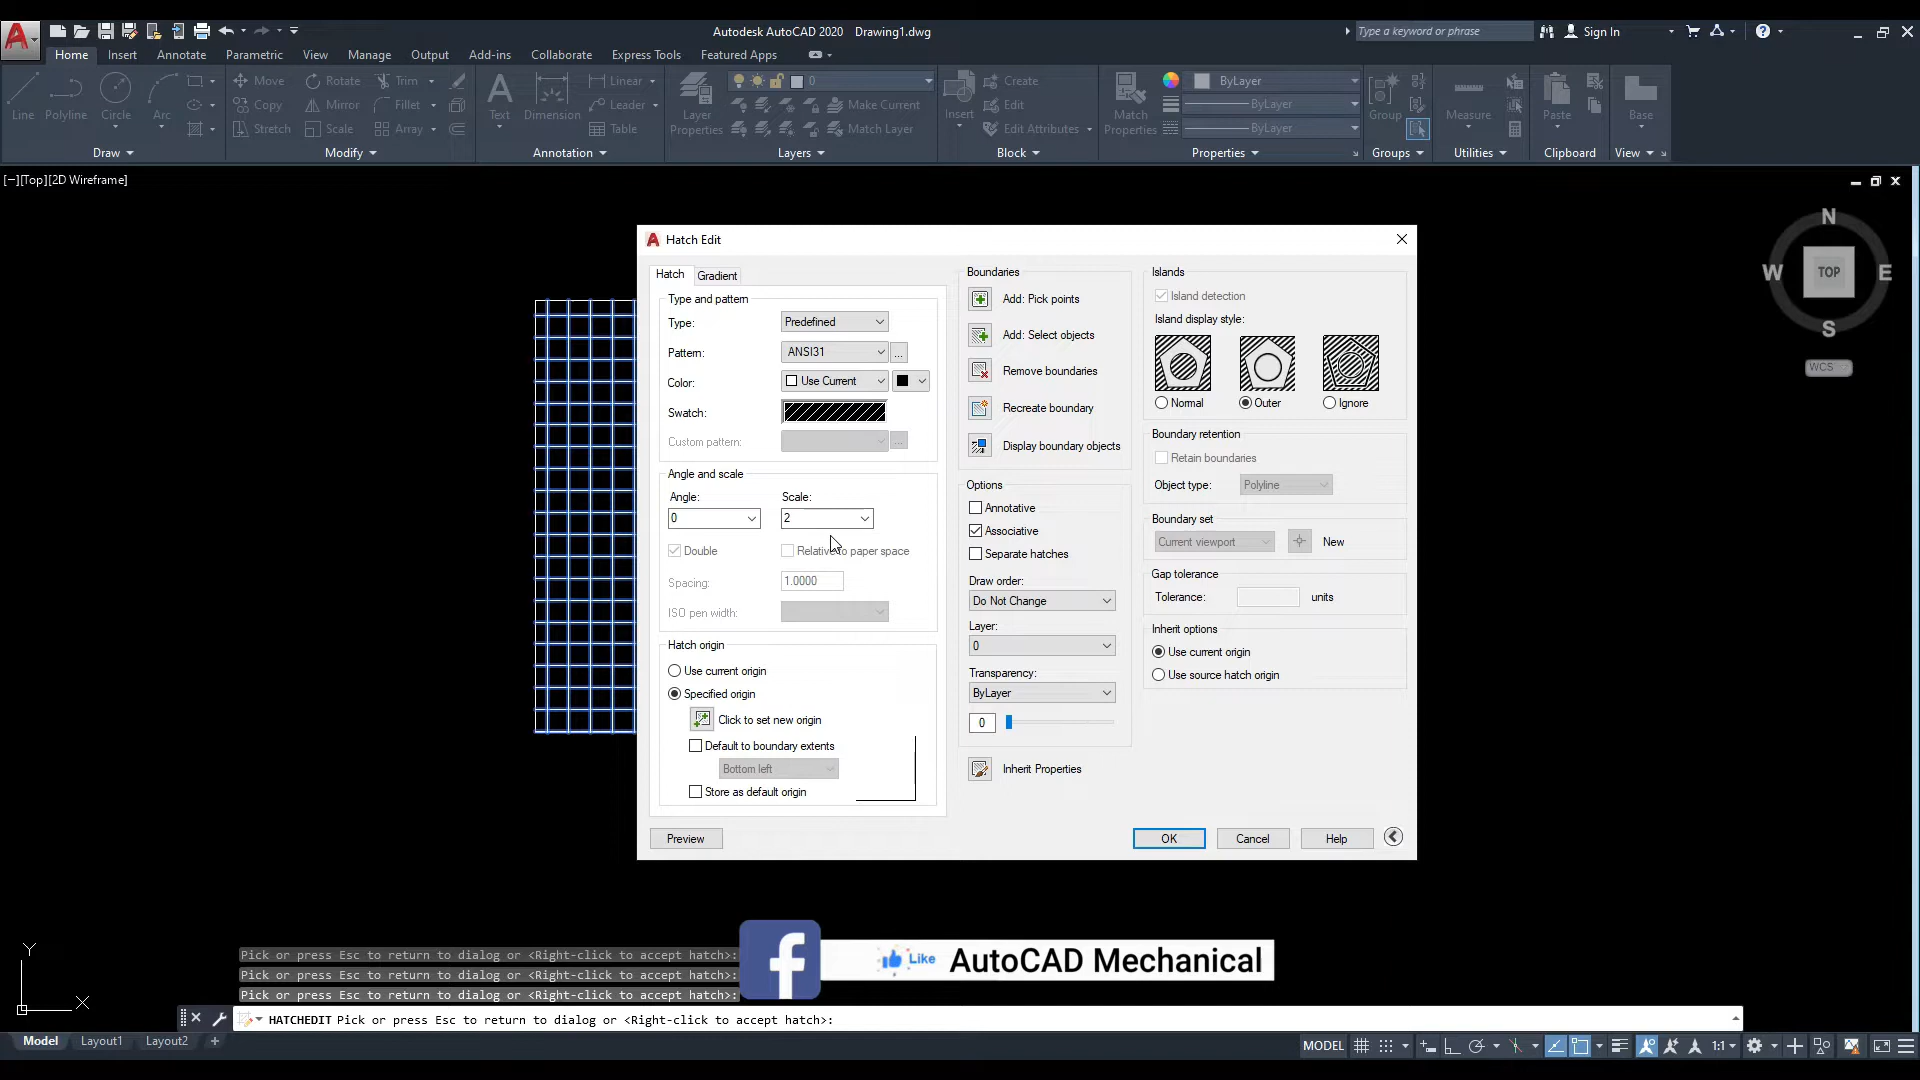 Autodesk AutoCAD 2020 Drawing1.dwg
Type a keyword or phrase
Sign In
Home Insert Annotate Parametric View Manage Output Add-ins Collaborate Express Tools Featured Apps
Line Polyline Circle Arc
Move Rotate Trim
Copy Mirror Fillet
Stretch Scale Array
Text Dimension
Linear
Leader
Table
Layer Properties
0
Make Current
Match Layer
Insert
Create
Edit
Edit Attributes
Match Properties
ByLayer
ByLayer
ByLayer
Group
Measure
Paste
Base
Draw Modify Annotation Layers Block Properties Groups Utilities Clipboard View
[−][Top][2D Wireframe]
N
W TOP E
S
WCS
Hatch Edit
Hatch Gradient
Type and pattern
Type: Predefined
Pattern: ANSI31 ...
Color: Use Current
Swatch:
Custom pattern: ...
Angle and scale
Angle: Scale:
0 2
Double Relative to paper space
Spacing: 1.0000
ISO pen width:
Hatch origin
Use current origin
Specified origin
Click to set new origin
Default to boundary extents
Bottom left
Store as default origin
Preview
Boundaries
Add: Pick points
Add: Select objects
Remove boundaries
Recreate boundary
Display boundary objects
Options
Annotative
Associative
Separate hatches
Draw order:
Do Not Change
Layer:
0
Transparency:
ByLayer
0
Inherit Properties
Islands
Island detection
Island display style:
Normal Outer Ignore
Boundary retention
Retain boundaries
Object type: Polyline
Boundary set
Current viewport New
Gap tolerance
Tolerance: units
Inherit options
Use current origin
Use source hatch origin
OK Cancel Help
Y
X
Pick or press Esc to return to dialog or <Right-click to accept hatch>:
Pick or press Esc to return to dialog or <Right-click to accept hatch>:
Pick or press Esc to return to dialog or <Right-click to accept hatch>:
f Like AutoCAD Mechanical
HATCHEDIT Pick or press Esc to return to dialog or <Right-click to accept hatch>:
Model Layout1 Layout2 +
MODEL 1:1